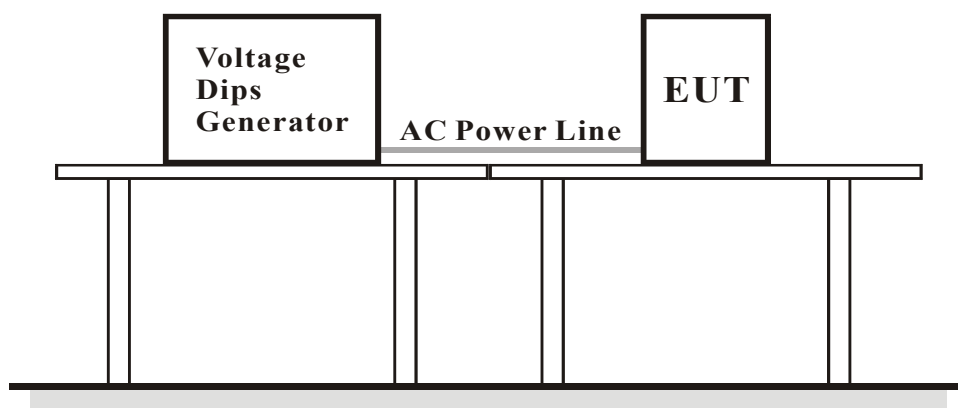 Voltage
Dips
Generator
AC Power Line
EUT